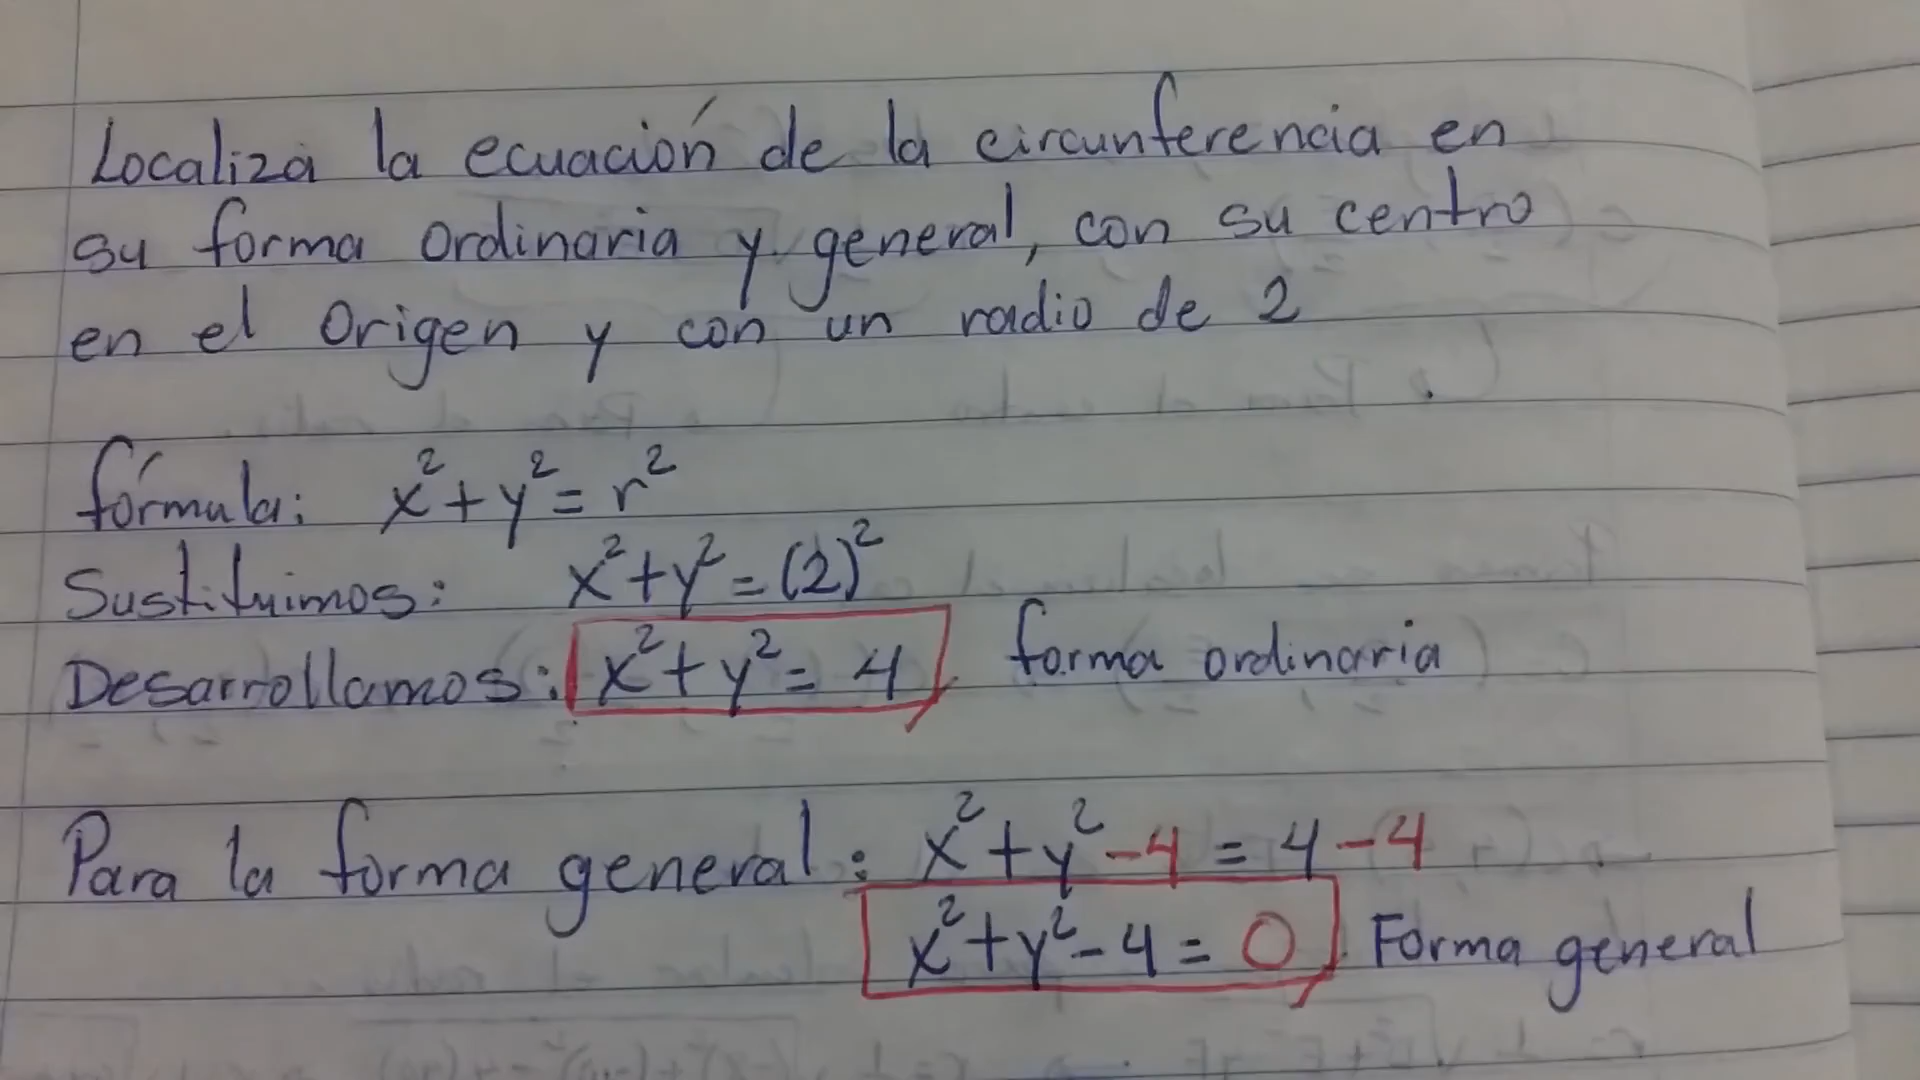 Localiza la ecuación de la circunferencia en
su forma ordinaria y general, con su centro
en el Origen y con un radio de 2
fórmula: x²+y²=r²
Sustituimos: x²+y²=(2)²
Desarrollamos: x²+y²=4 forma ordinaria
Para la forma general: x²+y²-4=4-4
x²+y²-4=0 Forma general